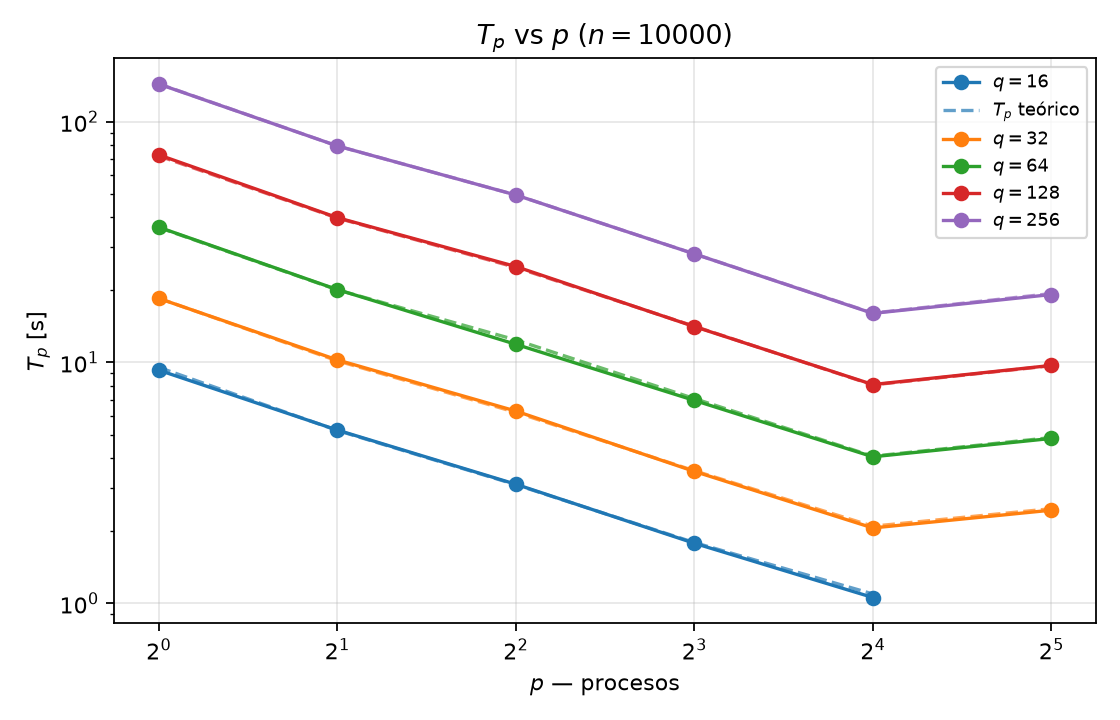 T_p vs p (n = 10000)
10^2
10^1
10^0
T_p [s]
q = 16
T_p teórico
q = 32
q = 64
q = 128
q = 256
2^0 2^1 2^2 2^3 2^4 2^5
p — procesos